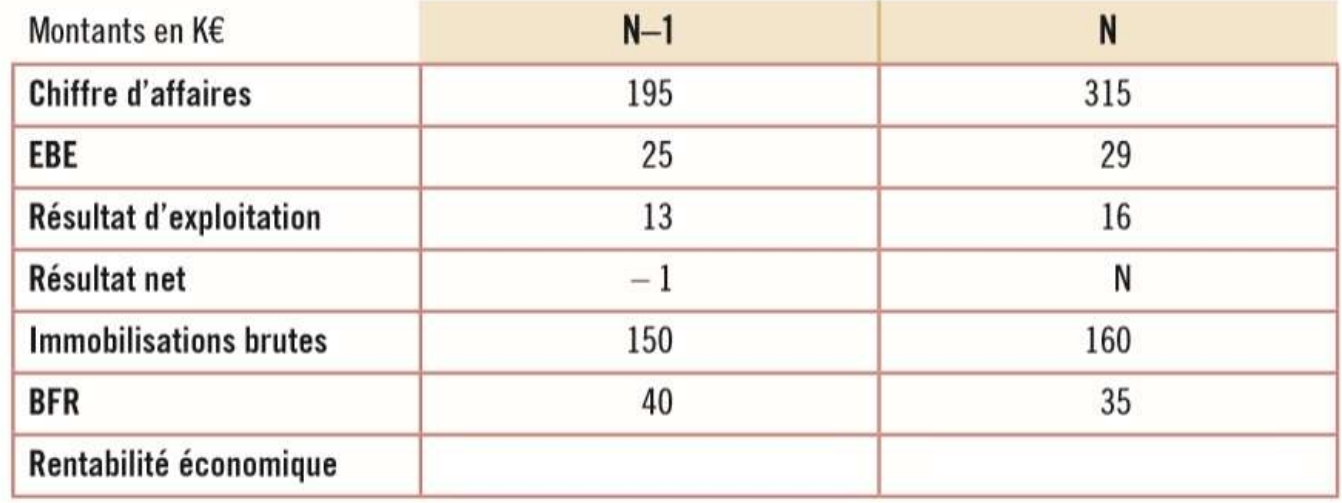 Montants en K€ N–1 N
Chiffre d'affaires 195 315
EBE 25 29
Résultat d'exploitation 13 16
Résultat net – 1 N
Immobilisations brutes 150 160
BFR 40 35
Rentabilité économique